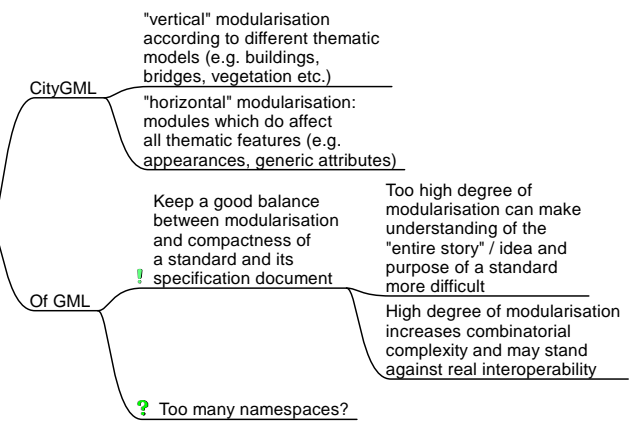 CityGML
"vertical" modularisation
according to different thematic
models (e.g. buildings,
bridges, vegetation etc.)
"horizontal" modularisation:
modules which do affect
all thematic features (e.g.
appearances, generic attributes)
Of GML
Keep a good balance
between modularisation
and compactness of
a standard and its
specification document
Too high degree of
modularisation can make
understanding of the
"entire story" / idea and
purpose of a standard
more difficult
High degree of modularisation
increases combinatorial
complexity and may stand
against real interoperability
Too many namespaces?